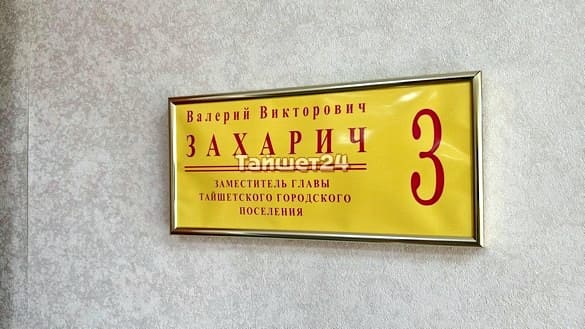 Валерий Викторович
ЗАХАРИЧ
Тайшет24
ЗАМЕСТИТЕЛЬ ГЛАВЫ
ТАЙШЕТСКОГО ГОРОДСКОГО
ПОСЕЛЕНИЯ
3